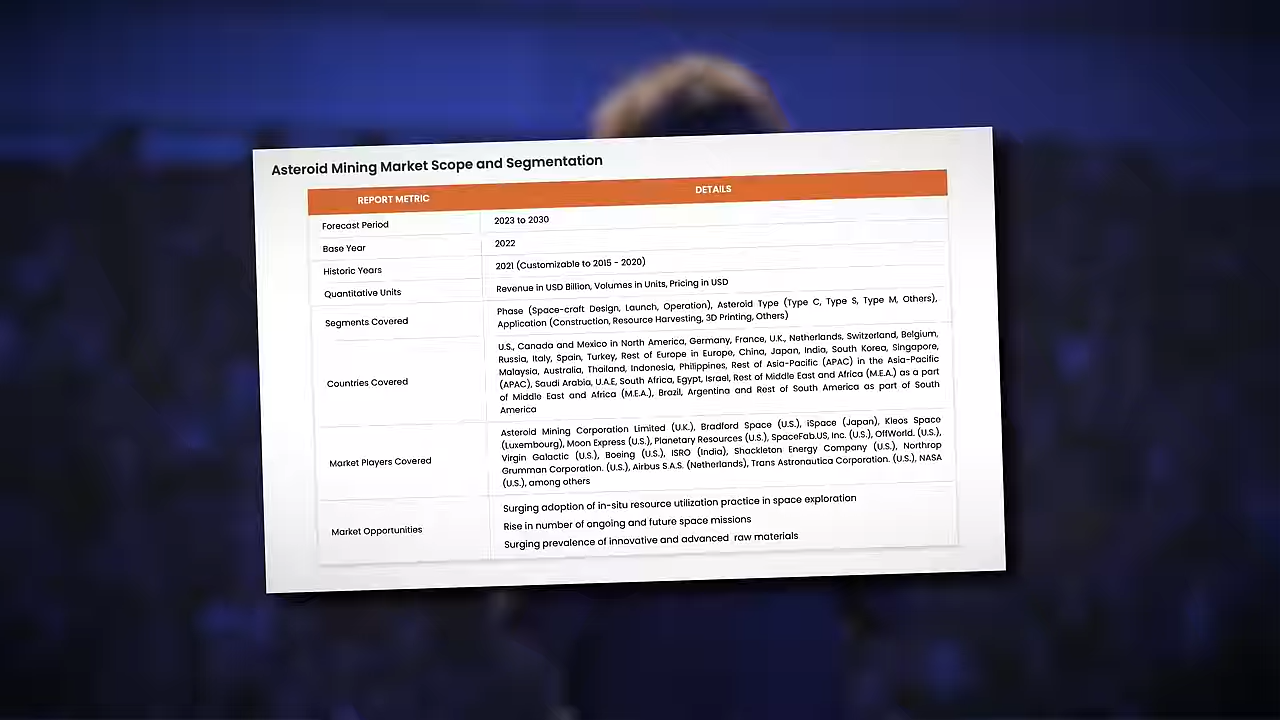 Asteroid Mining Market Scope and Segmentation
REPORT METRIC DETAILS
Forecast Period 2023 to 2030
Base Year 2022
Historic Years 2021 (Customizable to 2015 - 2020)
Quantitative Units Revenue in USD Billion, Volumes in Units, Pricing in USD
Segments Covered
Phase (Space-craft Design, Launch, Operation), Asteroid Type (Type C, Type S, Type M, Others),
Application (Construction, Resource Harvesting, 3D Printing, Others)
Countries Covered
U.S., Canada and Mexico in North America, Germany, France, U.K., Netherlands, Switzerland, Belgium,
Russia, Italy, Spain, Turkey, Rest of Europe in Europe, China, Japan, India, South Korea, Singapore,
Malaysia, Australia, Thailand, Indonesia, Philippines, Rest of Asia-Pacific (APAC) in the Asia-Pacific
(APAC), Saudi Arabia, U.A.E, South Africa, Egypt, Israel, Rest of Middle East and Africa (M.E.A.) as a part
of Middle East and Africa (M.E.A.), Brazil, Argentina and Rest of South America as part of South
America
Market Players Covered
Asteroid Mining Corporation Limited (U.K.), Bradford Space (U.S.), iSpace (Japan), Kleos Space
(Luxembourg), Moon Express (U.S.), Planetary Resources (U.S.), SpaceFab.US, Inc. (U.S.), OffWorld. (U.S.),
Virgin Galactic (U.S.), Boeing (U.S.), ISRO (India), Shackleton Energy Company (U.S.), Northrop
Grumman Corporation. (U.S.), Airbus S.A.S. (Netherlands), Trans Astronautica Corporation. (U.S.), NASA
(U.S.), among others
Market Opportunities
Surging adoption of in-situ resource utilization practice in space exploration
Rise in number of ongoing and future space missions
Surging prevalence of innovative and advanced raw materials